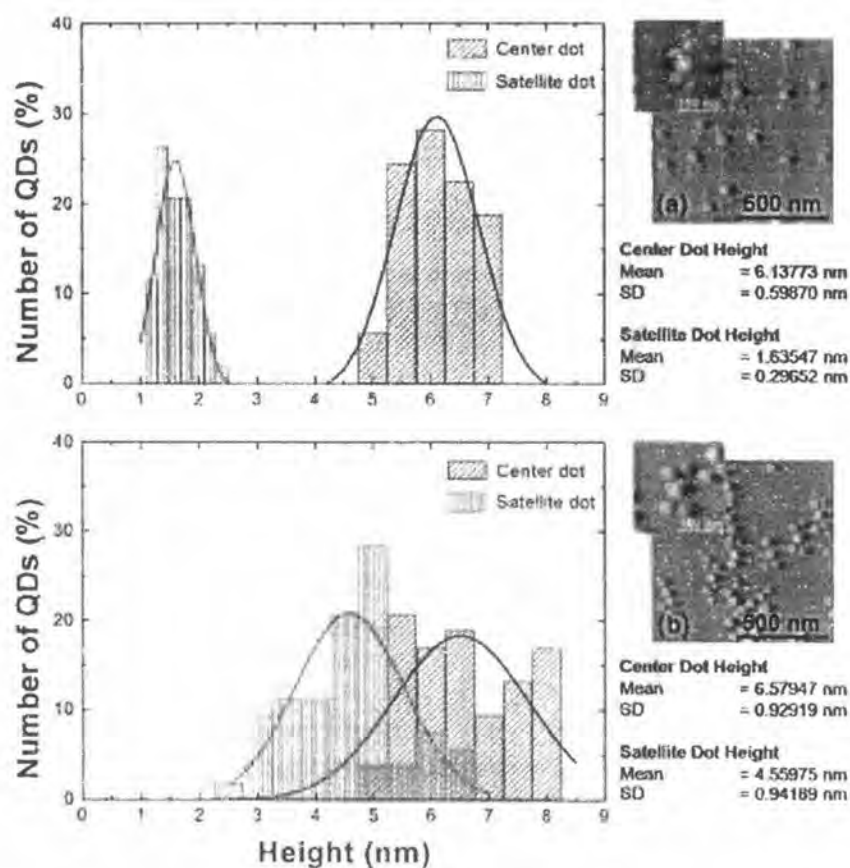 40
30
20
10
0
Number of QDs (%)
Center dot
Satellite dot
0 1 2 3 4 5 6 7 8 9
(a)
500 nm
Center Dot Height
Mean = 6.13773 nm
SD = 0.59870 nm
Satellite Dot Height
Mean = 1.63547 nm
SD = 0.29652 nm
40
30
20
10
0
Number of QDs (%)
Center dot
Satellite dot
0 1 2 3 4 5 6 7 8 9
Height (nm)
(b)
500 nm
Center Dot Height
Mean = 6.57947 nm
SD = 0.92919 nm
Satellite Dot Height
Mean = 4.55975 nm
SD = 0.94189 nm